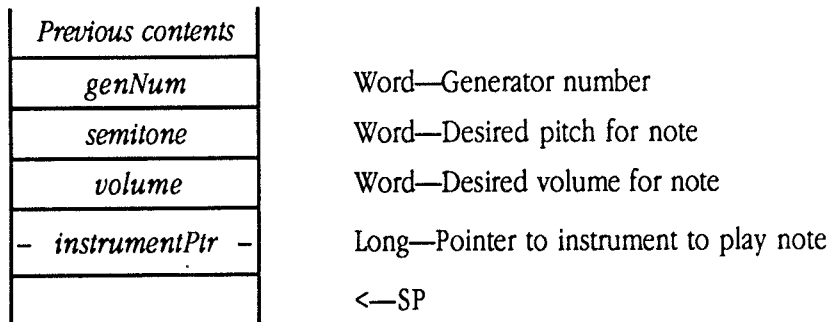 Previous contents
genNum Word—Generator number
semitone Word—Desired pitch for note
volume Word—Desired volume for note
– instrumentPtr – Long—Pointer to instrument to play note
<—SP